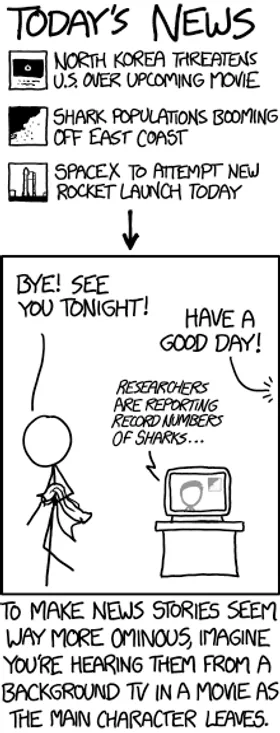 TODAY'S NEWS
NORTH KOREA THREATENS
U.S. OVER UPCOMING MOVIE
SHARK POPULATIONS BOOMING
OFF EAST COAST
SPACEX TO ATTEMPT NEW
ROCKET LAUNCH TODAY
BYE! SEE
YOU TONIGHT!
HAVE A
GOOD DAY!
RESEARCHERS
ARE REPORTING
RECORD NUMBERS
OF SHARKS...
TO MAKE NEWS STORIES SEEM
WAY MORE OMINOUS, IMAGINE
YOU'RE HEARING THEM FROM A
BACKGROUND TV IN A MOVIE AS
THE MAIN CHARACTER LEAVES.